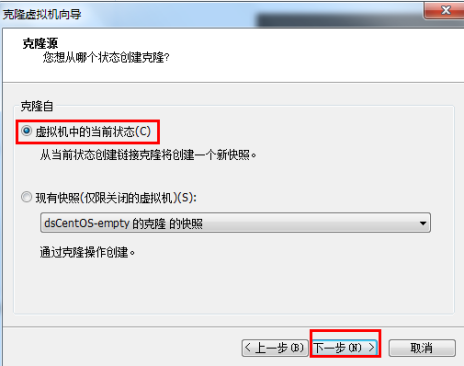 克隆虚拟机向导
克隆源
您想从哪个状态创建克隆?
克隆自
虚拟机中的当前状态(C)
从当前状态创建链接克隆将创建一个新快照。
现有快照(仅限关闭的虚拟机)(S):
dsCentOS-empty 的克隆 的快照
通过克隆操作创建。
< 上一步(B) 下一步(N) > 取消